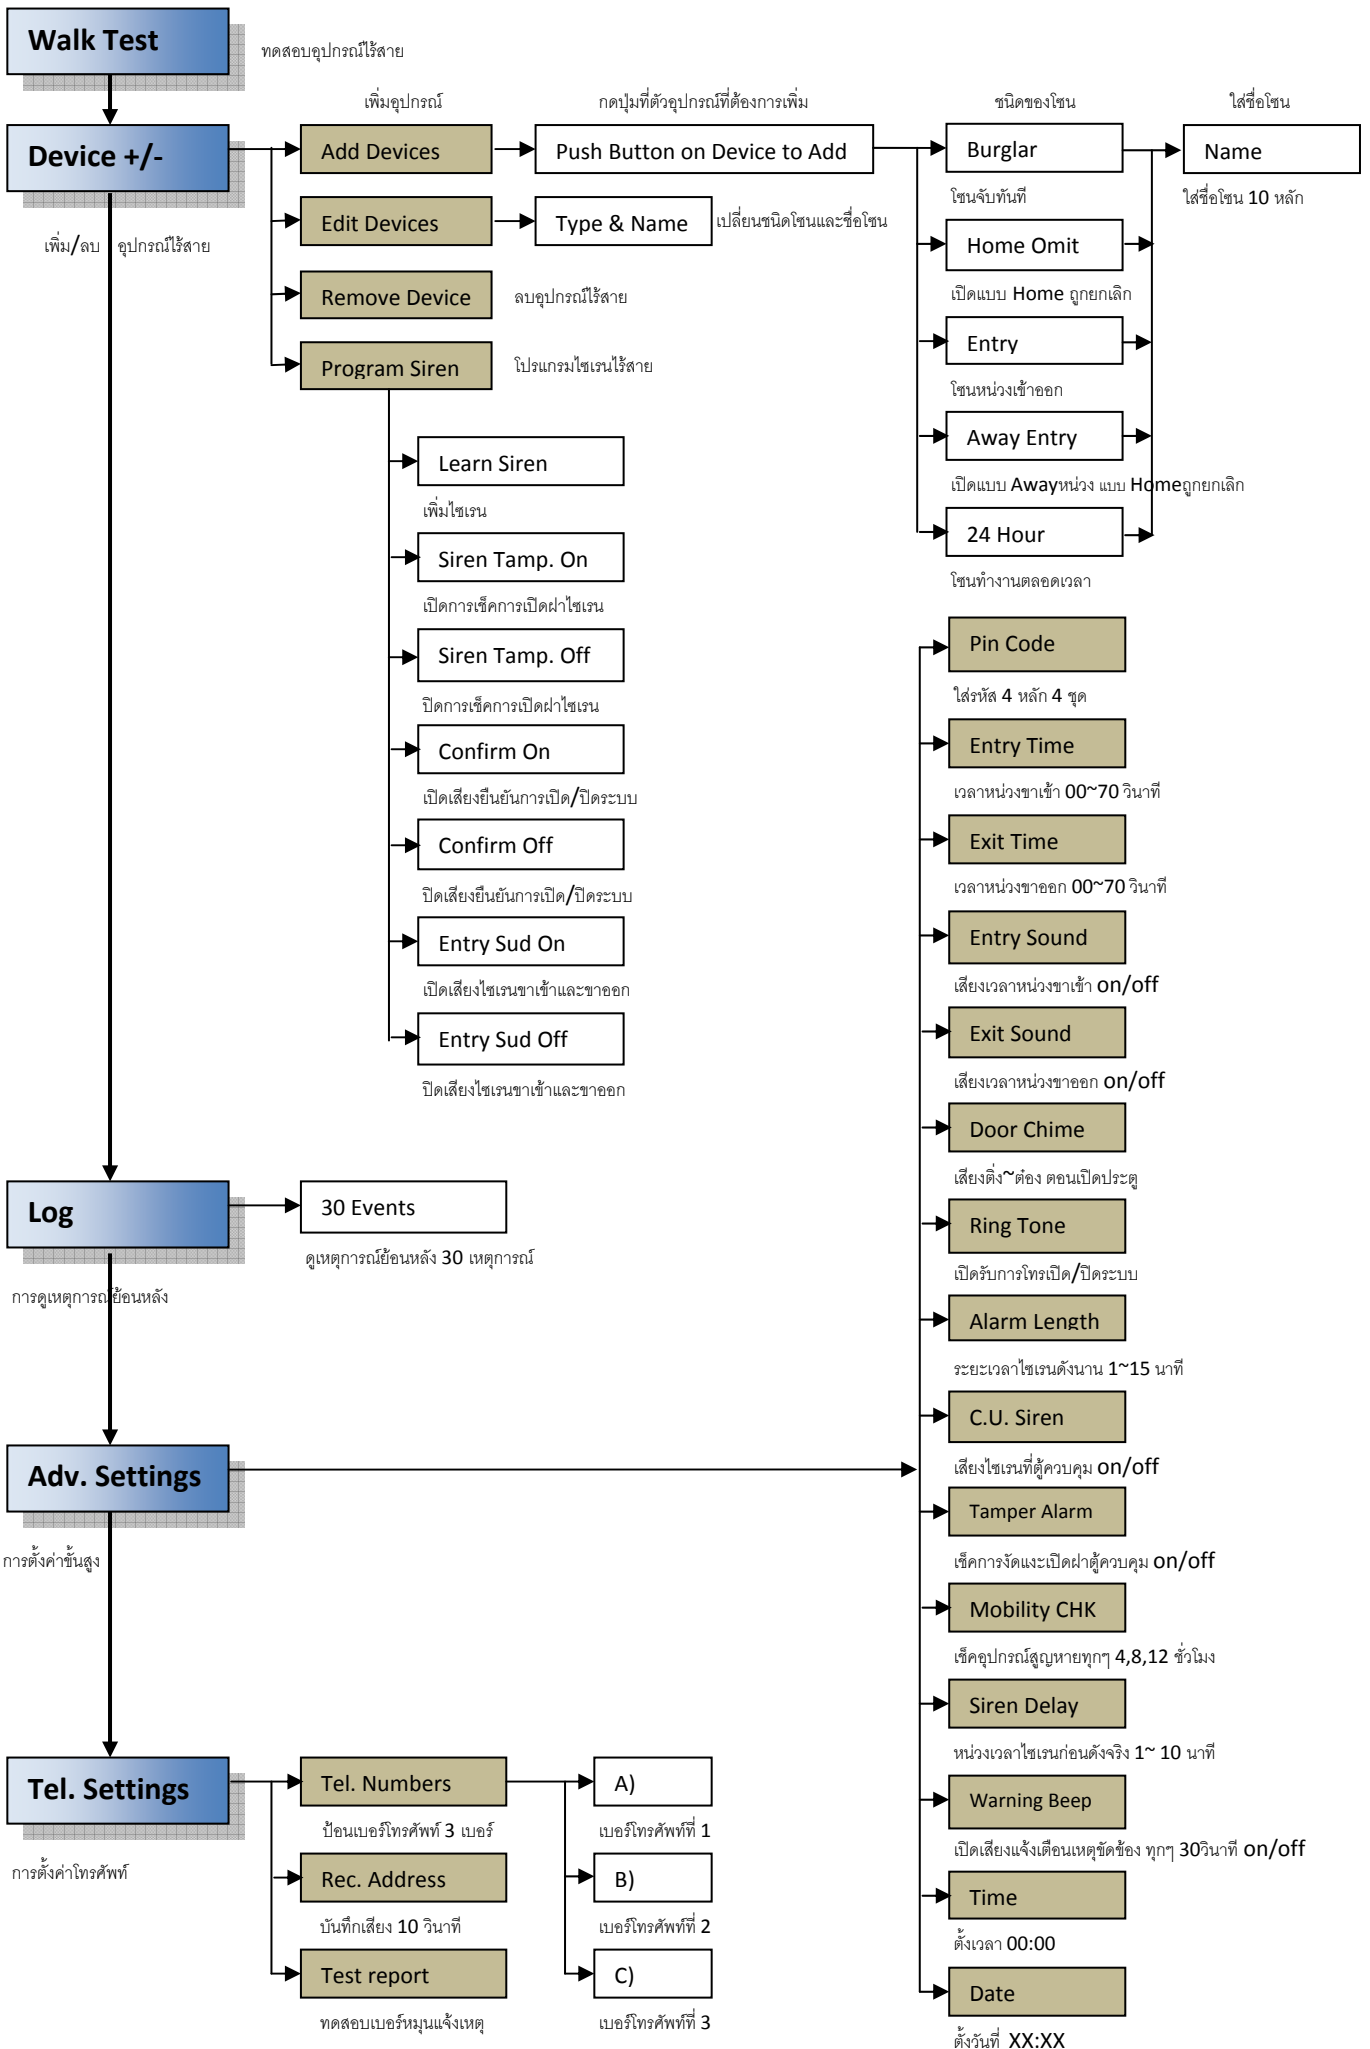 Walk Test
ทดสอบอุปกรณ์ไร้สาย
เพิ่มอุปกรณ์
กดปุ่มที่ตัวอุปกรณ์ที่ต้องการเพิ่ม
ชนิดของโซน
ใส่ชื่อโซน
Device +/-
Add Devices
Push Button on Device to Add
Burglar
Name
โซนจับทันที
ใส่ชื่อโซน 10 หลัก
Edit Devices
Type & Name
เปลี่ยนชนิดโซนและชื่อโซน
เพิ่ม/ลบ อุปกรณ์ไร้สาย
Home Omit
เปิดแบบ Home ถูกยกเลิก
Remove Device
ลบอุปกรณ์ไร้สาย
Entry
โซนหน่วงเข้าออก
Program Siren
โปรแกรมไซเรนไร้สาย
Away Entry
เปิดแบบ Awayหน่วง แบบ Homeถูกยกเลิก
24 Hour
โซนทำงานตลอดเวลา
Learn Siren
เพิ่มไซเรน
Siren Tamp. On
เปิดการเช็คการเปิดฝาไซเรน
Siren Tamp. Off
ปิดการเช็คการเปิดฝาไซเรน
Confirm On
เปิดเสียงยืนยันการเปิด/ปิดระบบ
Confirm Off
ปิดเสียงยืนยันการเปิด/ปิดระบบ
Entry Sud On
เปิดเสียงไซเรนขาเข้าและขาออก
Entry Sud Off
ปิดเสียงไซเรนขาเข้าและขาออก
Pin Code
ใส่รหัส 4 หลัก 4 ชุด
Entry Time
เวลาหน่วงขาเข้า 00~70 วินาที
Exit Time
เวลาหน่วงขาออก 00~70 วินาที
Entry Sound
เสียงเวลาหน่วงขาเข้า on/off
Exit Sound
เสียงเวลาหน่วงขาออก on/off
Door Chime
เสียงติ่ง~ต๋อง ตอนเปิดประตู
Ring Tone
เปิดรับการโทรเปิด/ปิดระบบ
Alarm Length
ระยะเวลาไซเรนดังนาน 1~15 นาที
C.U. Siren
เสียงไซเรนที่ตู้ควบคุม on/off
Tamper Alarm
เช็คการงัดแงะเปิดฝาตู้ควบคุม on/off
Mobility CHK
เช็คอุปกรณ์สูญหายทุกๆ 4,8,12 ชั่วโมง
Siren Delay
หน่วงเวลาไซเรนก่อนดังจริง 1~ 10 นาที
Warning Beep
เปิดเสียงแจ้งเตือนเหตุขัดข้อง ทุกๆ 30วินาที on/off
Time
ตั้งเวลา 00:00
Date
ตั้งวันที่ XX:XX
Log
30 Events
ดูเหตุการณ์ย้อนหลัง 30 เหตุการณ์
การดูเหตุการณ์ย้อนหลัง
Adv. Settings
การตั้งค่าขั้นสูง
Tel. Settings
การตั้งค่าโทรศัพท์
Tel. Numbers
ป้อนเบอร์โทรศัพท์ 3 เบอร์
Rec. Address
บันทึกเสียง 10 วินาที
Test report
ทดสอบเบอร์หมุนแจ้งเหตุ
A)
เบอร์โทรศัพท์ที่ 1
B)
เบอร์โทรศัพท์ที่ 2
C)
เบอร์โทรศัพท์ที่ 3